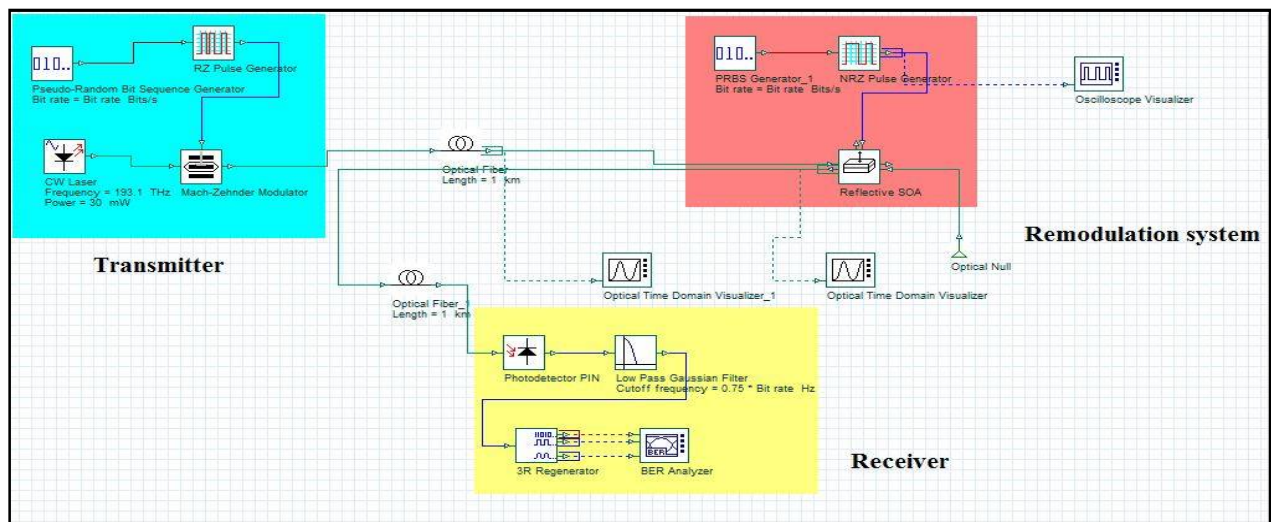 010..
RZ Pulse Generator
Pseudo-Random Bit Sequence Generator
Bit rate = Bit rate Bits/s
CW Laser
Frequency = 193.1 THz
Power = 30 mW
Mach-Zehnder Modulator
Transmitter
Optical Fiber
Length = 1 km
010..
PRBS Generator_1
Bit rate = Bit rate Bits/s
NRZ Pulse Generator
Reflective SOA
Oscilloscope Visualizer
Remodulation system
Optical Null
Optical Time Domain Visualizer_1
Optical Time Domain Visualizer
Optical Fiber_1
Length = 1 km
Photodetector PIN
Low Pass Gaussian Filter
Cutoff frequency = 0.75 * Bit rate Hz
3R Regenerator
BER
BER Analyzer
Receiver